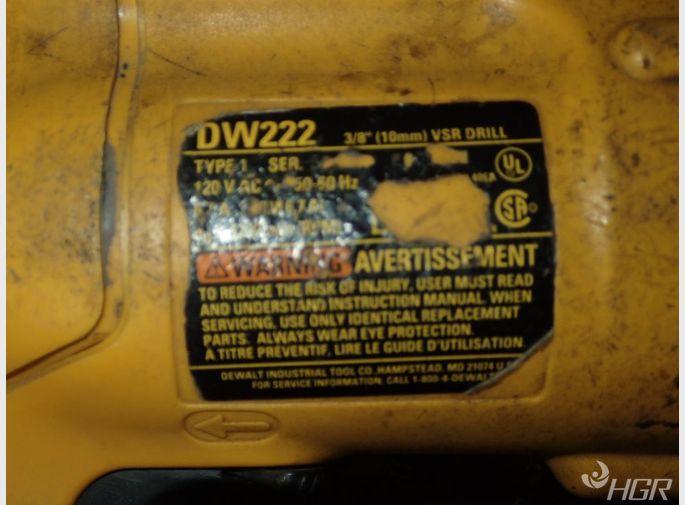 DW222 3/8" (10mm) VSR DRILL
TYPE 1 SER.
120 V AC 50-60 Hz
UL
SA
WARNING AVERTISSEMENT
TO REDUCE THE RISK OF INJURY, USER MUST READ
AND UNDERSTAND INSTRUCTION MANUAL. WHEN
SERVICING, USE ONLY IDENTICAL REPLACEMENT
PARTS. ALWAYS WEAR EYE PROTECTION.
À TITRE PRÉVENTIF, LIRE LE GUIDE D'UTILISATION.
DEWALT INDUSTRIAL TOOL CO., HAMPSTEAD, MD 21074 U
FOR SERVICE INFORMATION, CALL 1-800-4-DEWALT
HGR